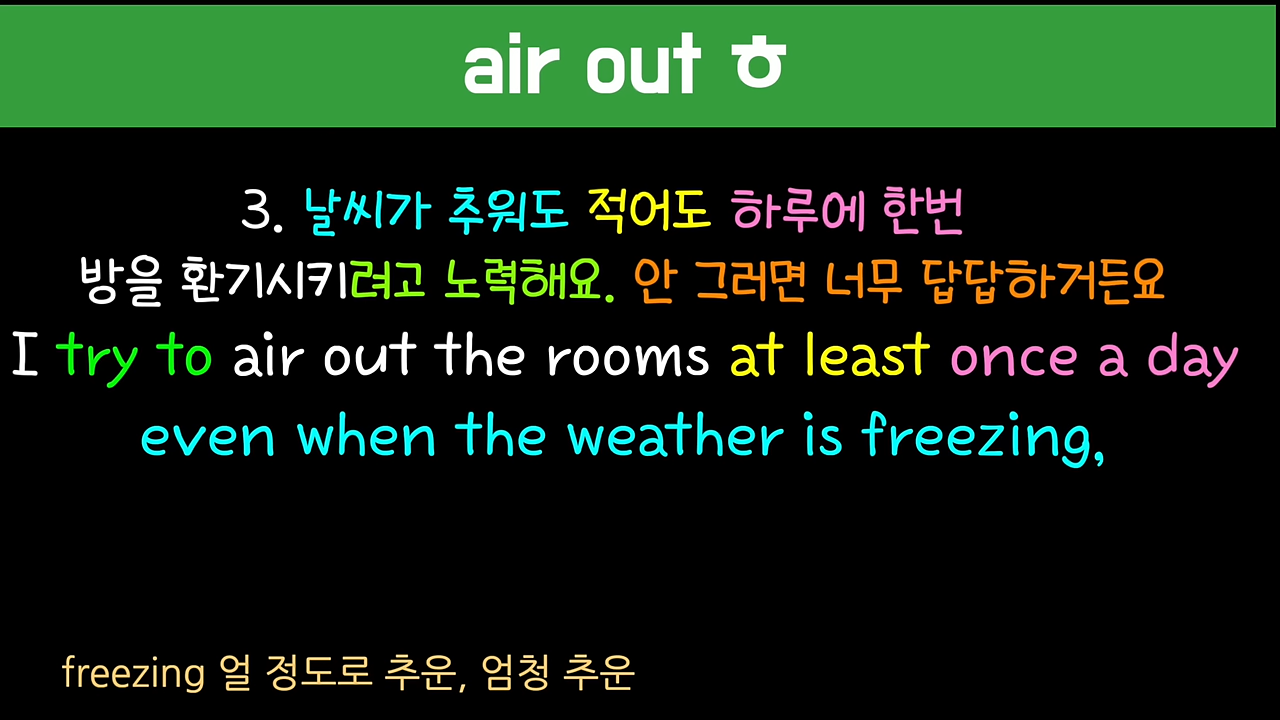 air out ㅎ
3. 날씨가 추워도 적어도 하루에 한번
방을 환기시키려고 노력해요. 안 그러면 너무 답답하거든요
I try to air out the rooms at least once a day
even when the weather is freezing,
freezing 얼 정도로 추운, 엄청 추운